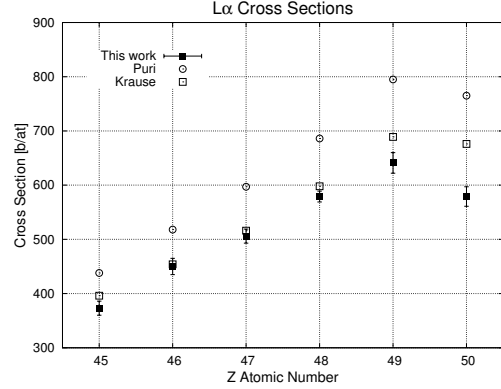 Lα Cross Sections
900
800
700
600
500
400
300
Cross Section [b/at]
This work
Puri
Krause
45 46 47 48 49 50
Z Atomic Number